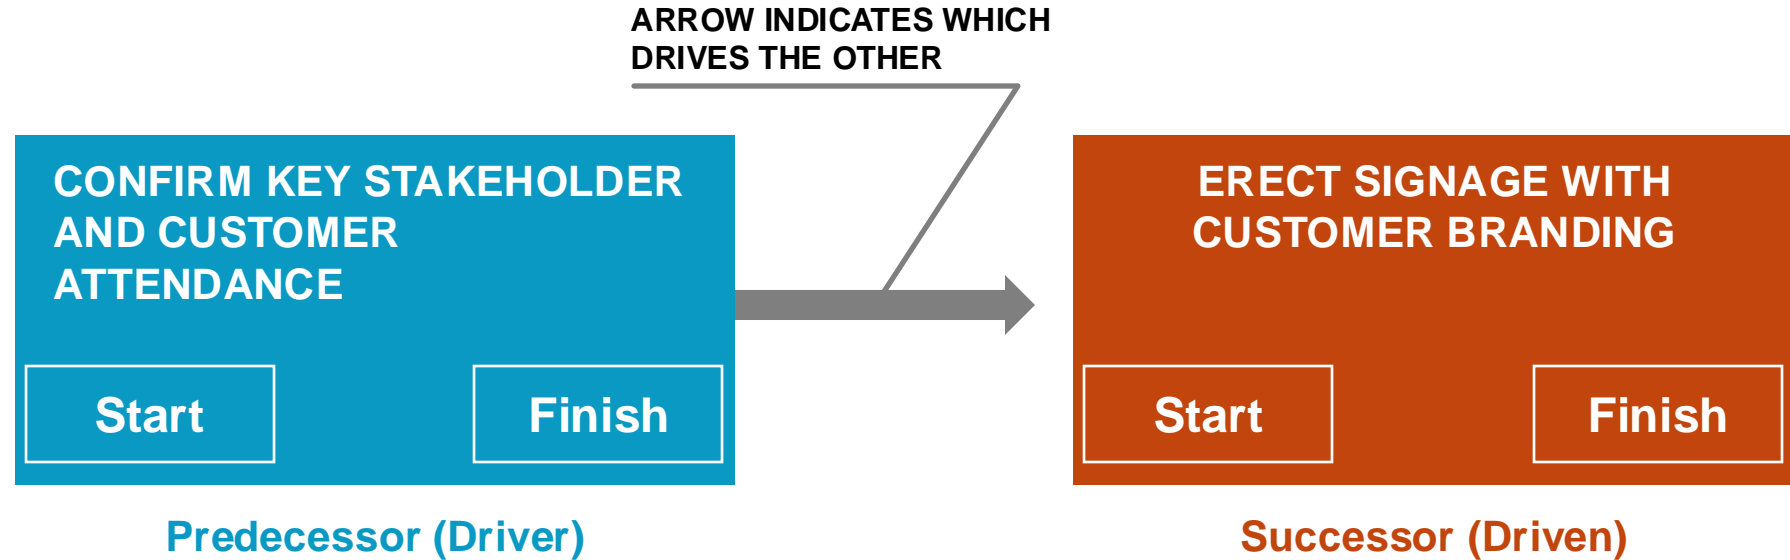 ARROW INDICATES WHICH
DRIVES THE OTHER
CONFIRM KEY STAKEHOLDER
AND CUSTOMER
ATTENDANCE
Start
Finish
Predecessor (Driver)
ERECT SIGNAGE WITH
CUSTOMER BRANDING
Start
Finish
Successor (Driven)